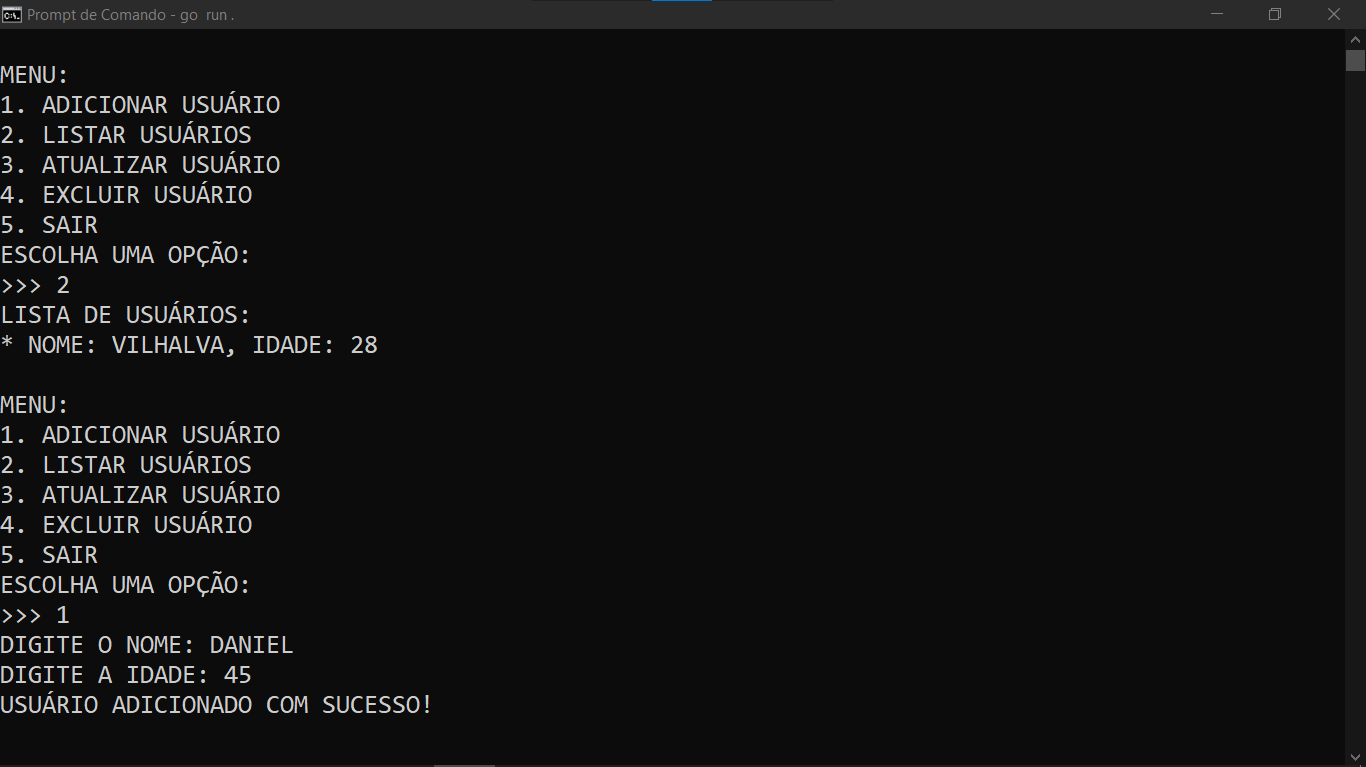 Prompt de Comando - go  run .
MENU:
1. ADICIONAR USUÁRIO
2. LISTAR USUÁRIOS
3. ATUALIZAR USUÁRIO
4. EXCLUIR USUÁRIO
5. SAIR
ESCOLHA UMA OPÇÃO:
>>> 2
LISTA DE USUÁRIOS:
* NOME: VILHALVA, IDADE: 28
MENU:
1. ADICIONAR USUÁRIO
2. LISTAR USUÁRIOS
3. ATUALIZAR USUÁRIO
4. EXCLUIR USUÁRIO
5. SAIR
ESCOLHA UMA OPÇÃO:
>>> 1
DIGITE O NOME: DANIEL
DIGITE A IDADE: 45
USUÁRIO ADICIONADO COM SUCESSO!